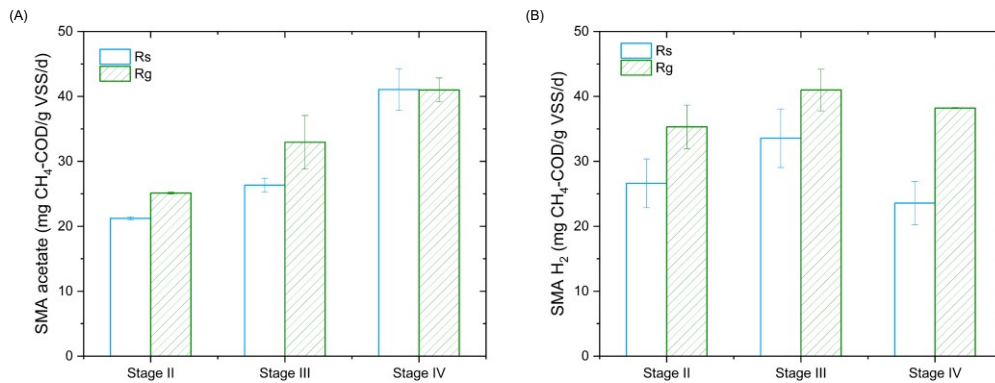 (A)
SMA acetate (mg CH₄-COD/g VSS/d)
50
40
30
20
10
0
Rs
Rg
Stage II
Stage III
Stage IV
(B)
SMA H₂ (mg CH₄-COD/g VSS/d)
50
40
30
20
10
0
Rs
Rg
Stage II
Stage III
Stage IV